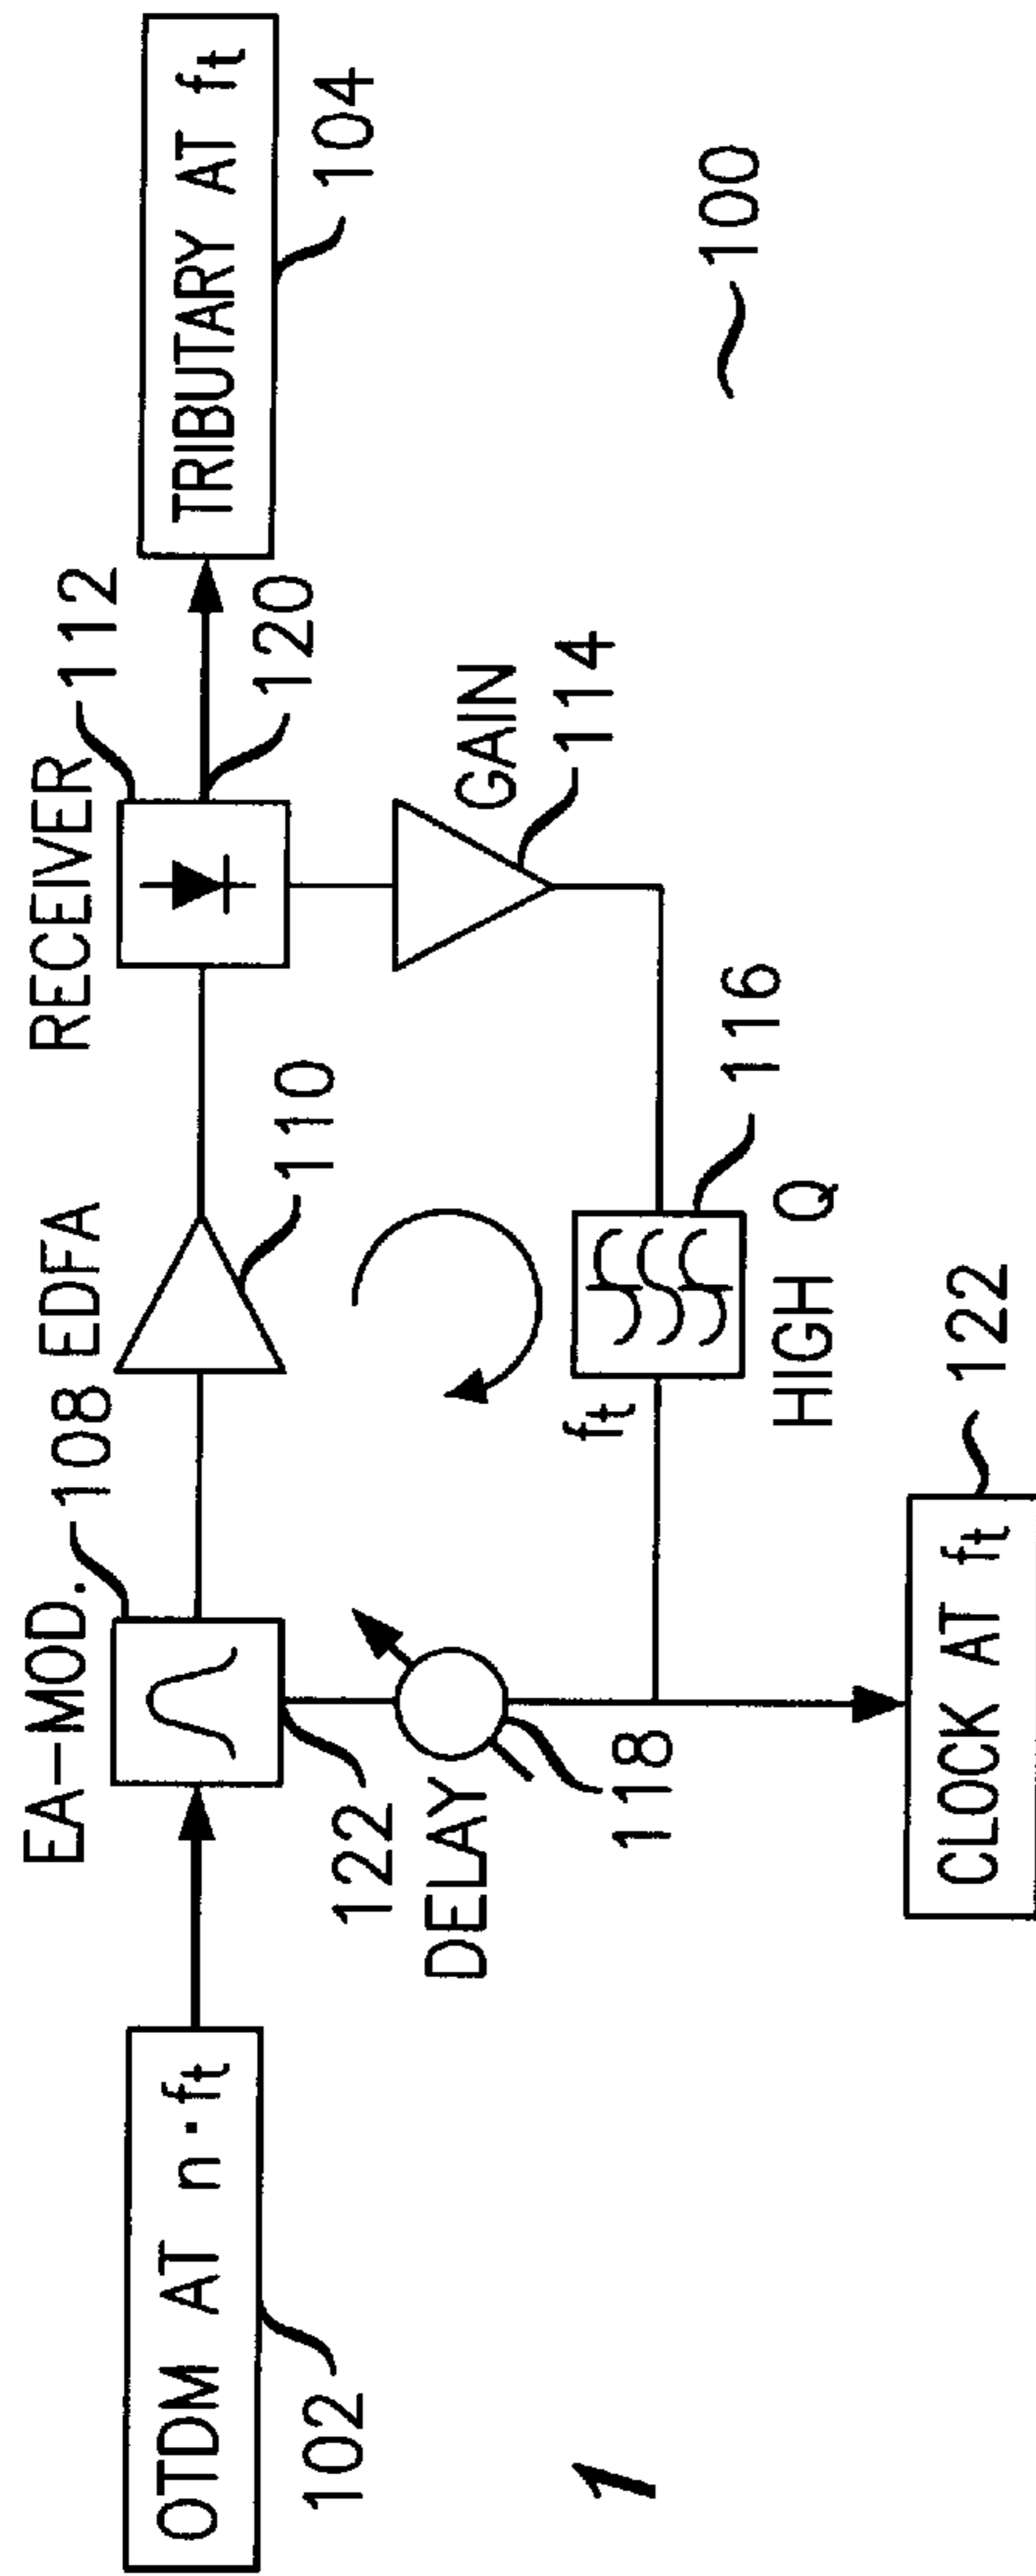 EA-MOD.
108
EDFA
RECEIVER
112
OTDM AT n·ft
102
122
110
120
TRIBUTARY AT ft
104
DELAY
118
GAIN
114
ft
116
HIGH Q
CLOCK AT ft
122
100
1